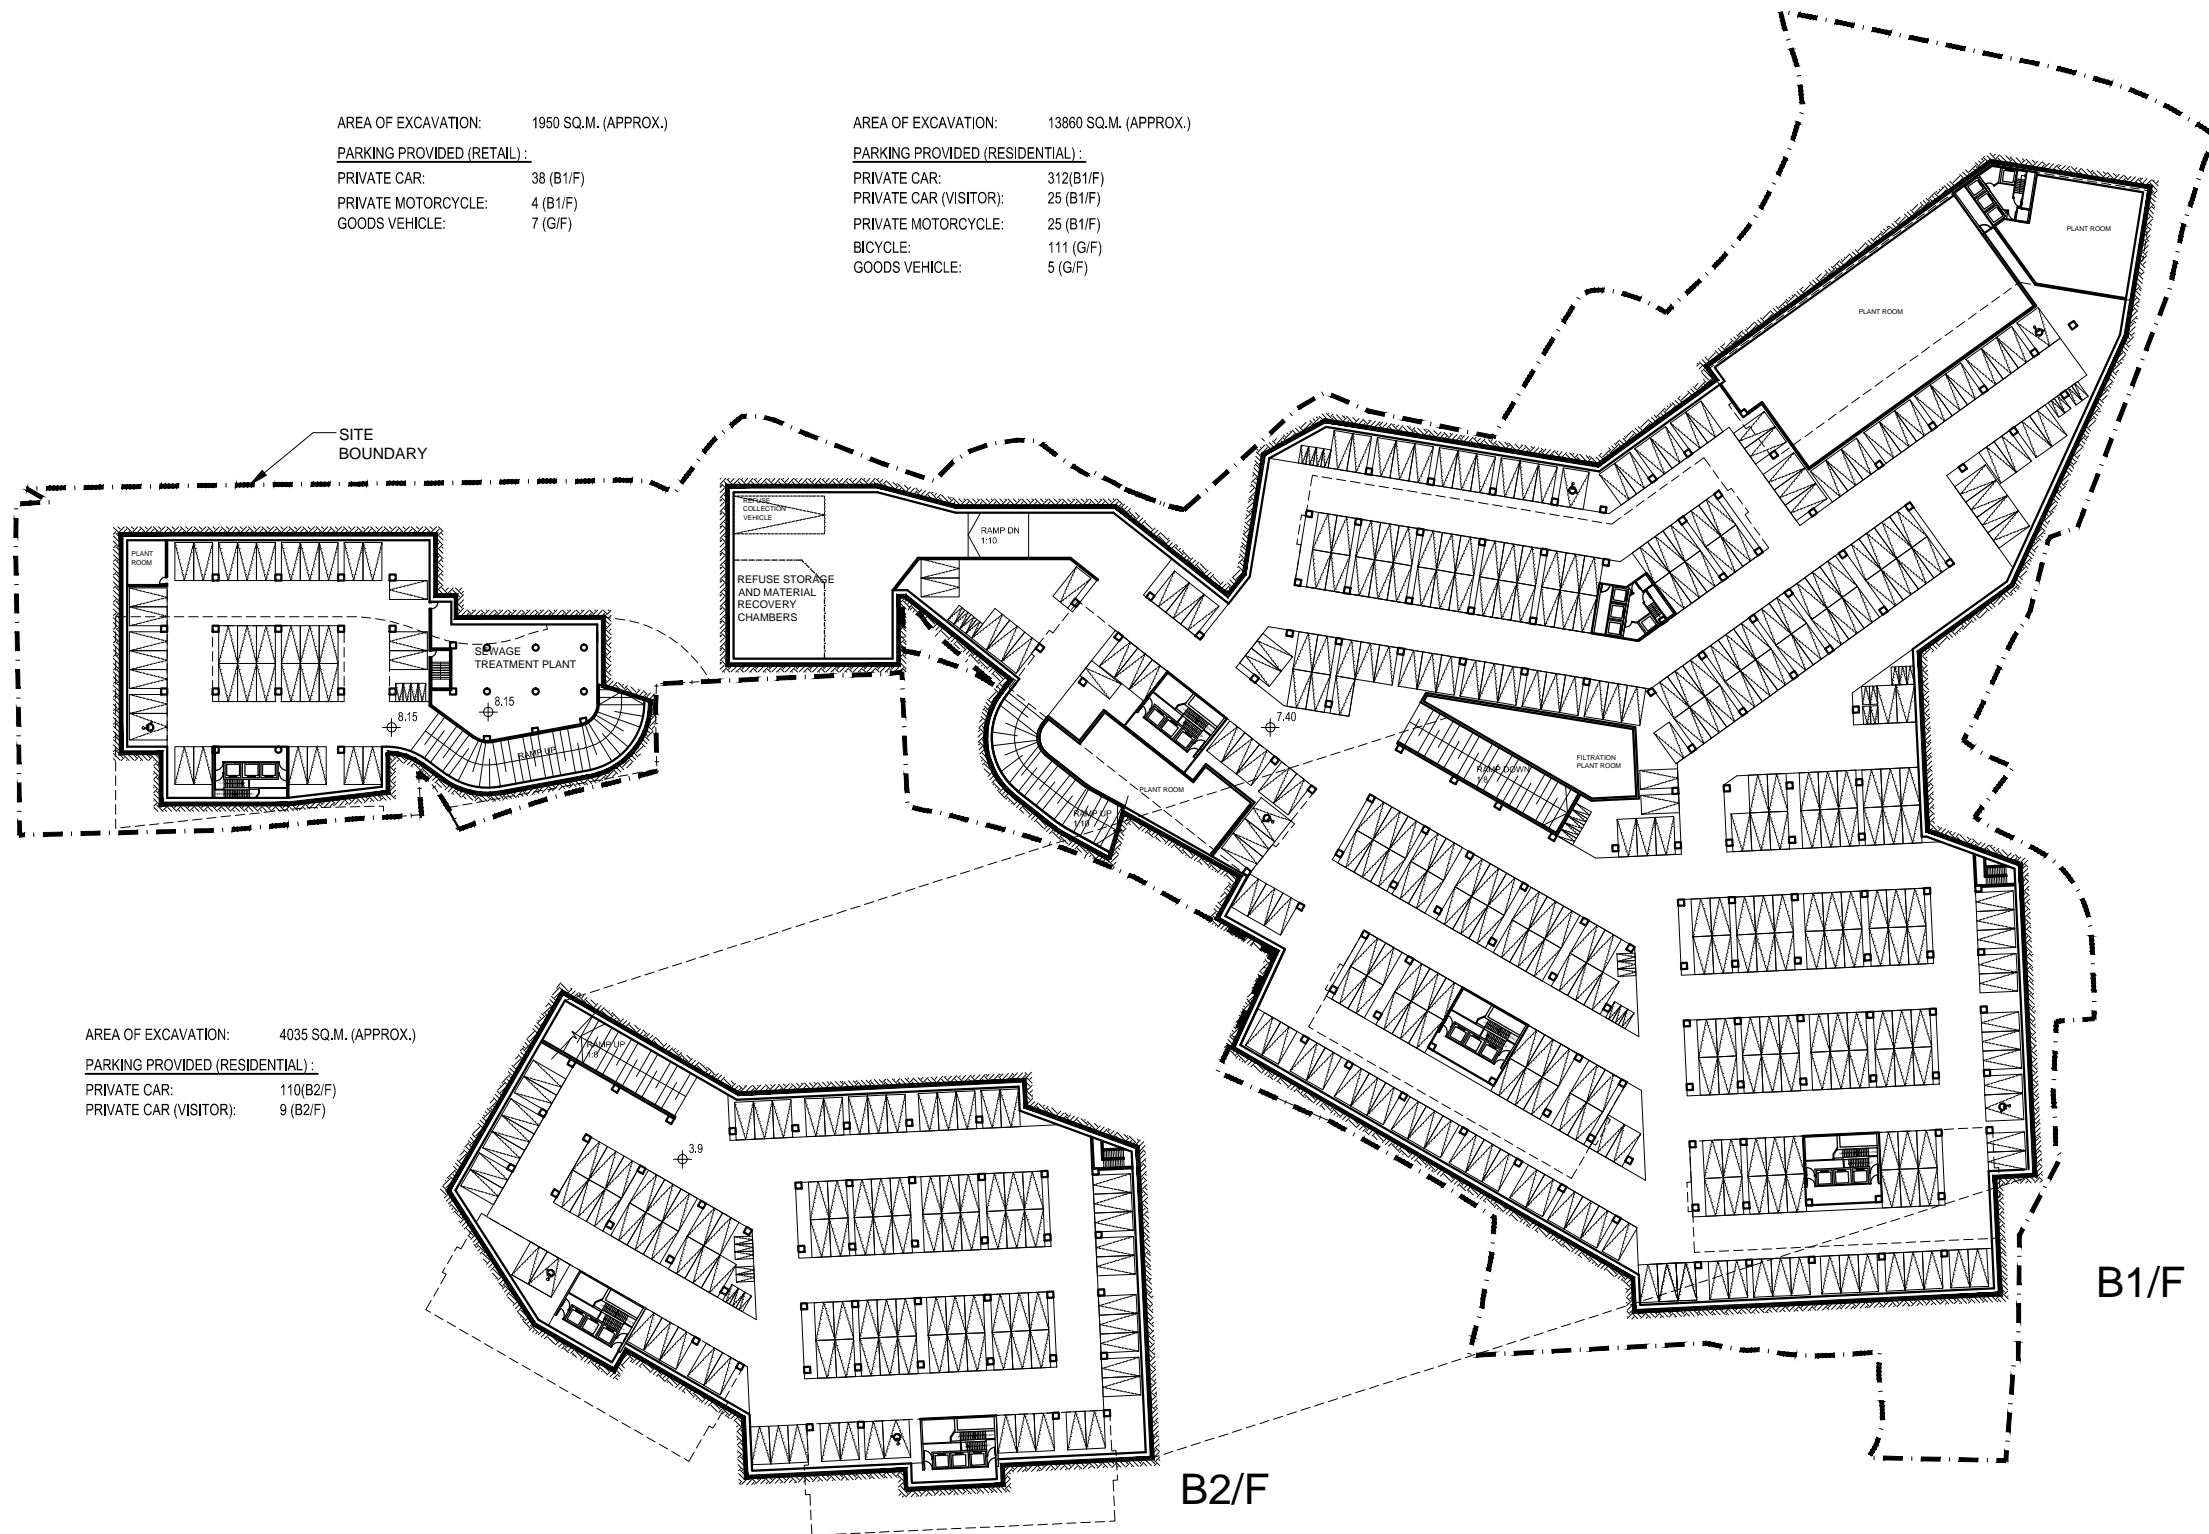 AREA OF EXCAVATION: 1950 SQ.M. (APPROX.)
PARKING PROVIDED (RETAIL) :
PRIVATE CAR: 38 (B1/F)
PRIVATE MOTORCYCLE: 4 (B1/F)
GOODS VEHICLE: 7 (G/F)
AREA OF EXCAVATION: 13860 SQ.M. (APPROX.)
PARKING PROVIDED (RESIDENTIAL) :
PRIVATE CAR: 312(B1/F)
PRIVATE CAR (VISITOR): 25 (B1/F)
PRIVATE MOTORCYCLE: 25 (B1/F)
BICYCLE: 111 (G/F)
GOODS VEHICLE: 5 (G/F)
PLANT ROOM
PLANT ROOM
SITE
BOUNDARY
REFUSE
COLLECTION
VEHICLE
RAMP DN
1:10
PLANT
ROOM
REFUSE STORAGE
AND MATERIAL
RECOVERY
CHAMBERS
SEWAGE
TREATMENT PLANT
8.15
8.15
RAMP UP
7.40
FILTRATION
PLANT ROOM
RAMP DOWN
1:8
PLANT ROOM
RAMP UP
1:10
AREA OF EXCAVATION: 4035 SQ.M. (APPROX.)
PARKING PROVIDED (RESIDENTIAL) :
PRIVATE CAR: 110(B2/F)
PRIVATE CAR (VISITOR): 9 (B2/F)
RAMP UP
1:8
3.9
B1/F
B2/F